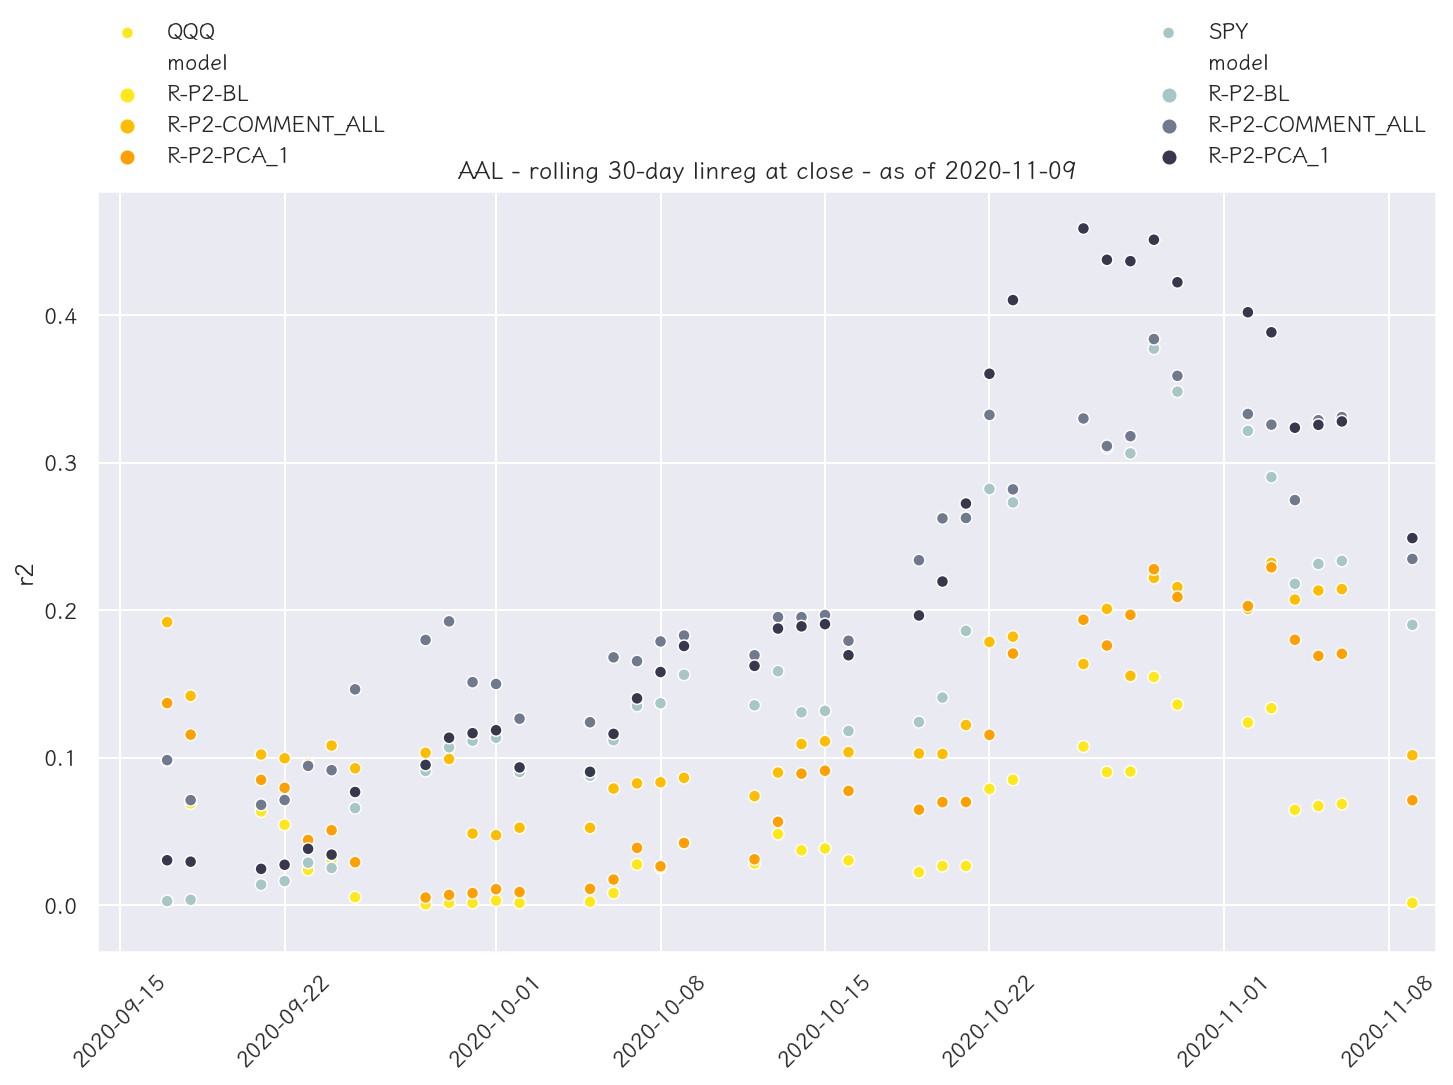 QQQ
model
R-P2-BL
R-P2-COMMENT_ALL
R-P2-PCA_1
SPY
model
R-P2-BL
R-P2-COMMENT_ALL
R-P2-PCA_1
AAL - rolling 30-day linreg at close - as of 2020-11-09
r2
0.4
0.3
0.2
0.1
0.0
2020-09-15
2020-09-22
2020-10-01
2020-10-08
2020-10-15
2020-10-22
2020-11-01
2020-11-08